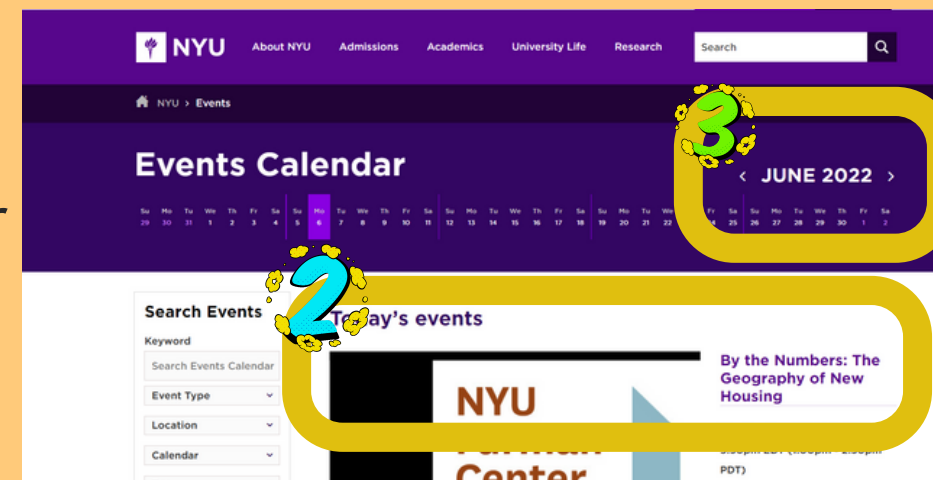 NYU
About NYU Admissions Academics University Life Research
Search
NYU > Events
3
Events Calendar
< JUNE 2022 >
Su Mo Tu We Th Fr Sa Su Mo Tu We Th Fr Sa Su Mo Tu We Th Fr Sa Su Mo Tu We Fr Sa Su Mo Tu We Th Fr Sa
29 30 31 1 2 3 4 5 6 7 8 9 10 11 12 13 14 15 16 17 18 19 20 21 22 24 25 26 27 28 29 30 1 2
2
Search Events
Today's events
Keyword
Search Events Calendar
Event Type
Location
Calendar
NYU
Center
By the Numbers: The
Geography of New
Housing
PDT)